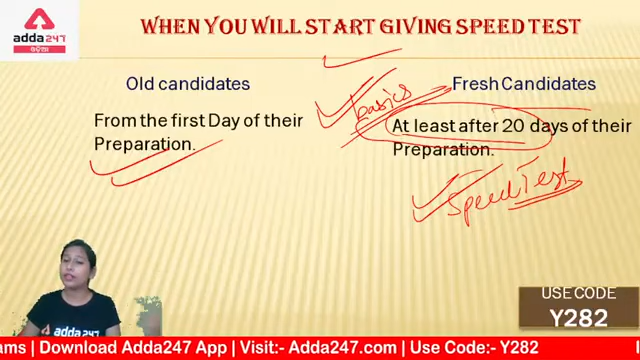 adda247
ଓଡ଼ିଆ
WHEN YOU WILL START GIVING SPEED TEST
Old candidates
From the first Day of their
Preparation.
basics
Fresh Candidates
At least after 20 days of their
Preparation.
Speed Test
adda247
USE CODE
Y282
ams | Download Adda247 App | Visit:- Adda247.com | Use Code:- Y282